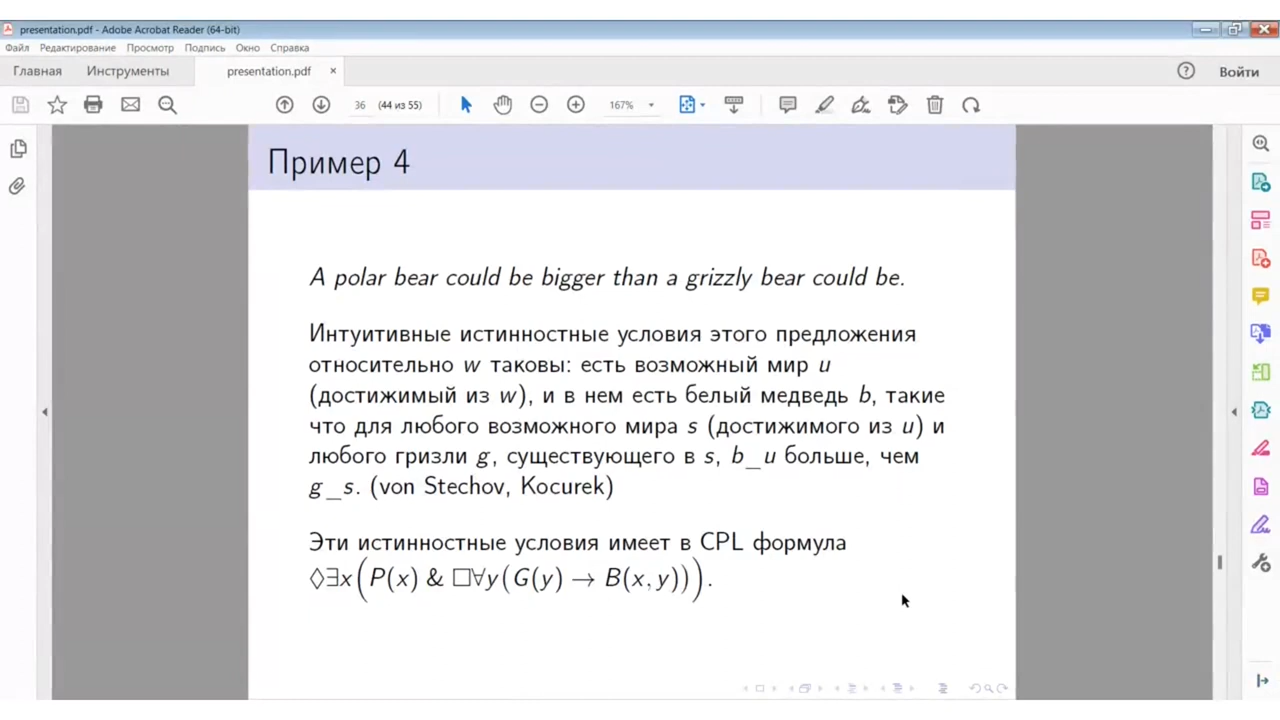 presentation.pdf - Adobe Acrobat Reader (64-bit)
Файл Редактирование Просмотр Подпись Окно Справка
Главная Инструменты presentation.pdf × Войти
36 (44 из 55) 167%
Пример 4
A polar bear could be bigger than a grizzly bear could be.
Интуитивные истинностные условия этого предложения
относительно w таковы: есть возможный мир u
(достижимый из w), и в нем есть белый медведь b, такие
что для любого возможного мира s (достижимого из u) и
любого гризли g, существующего в s, b_u больше, чем
g_s. (von Stechov, Kocurek)
Эти истинностные условия имеет в CPL формула
◊∃x(P(x) & □∀y(G(y) → B(x, y))).